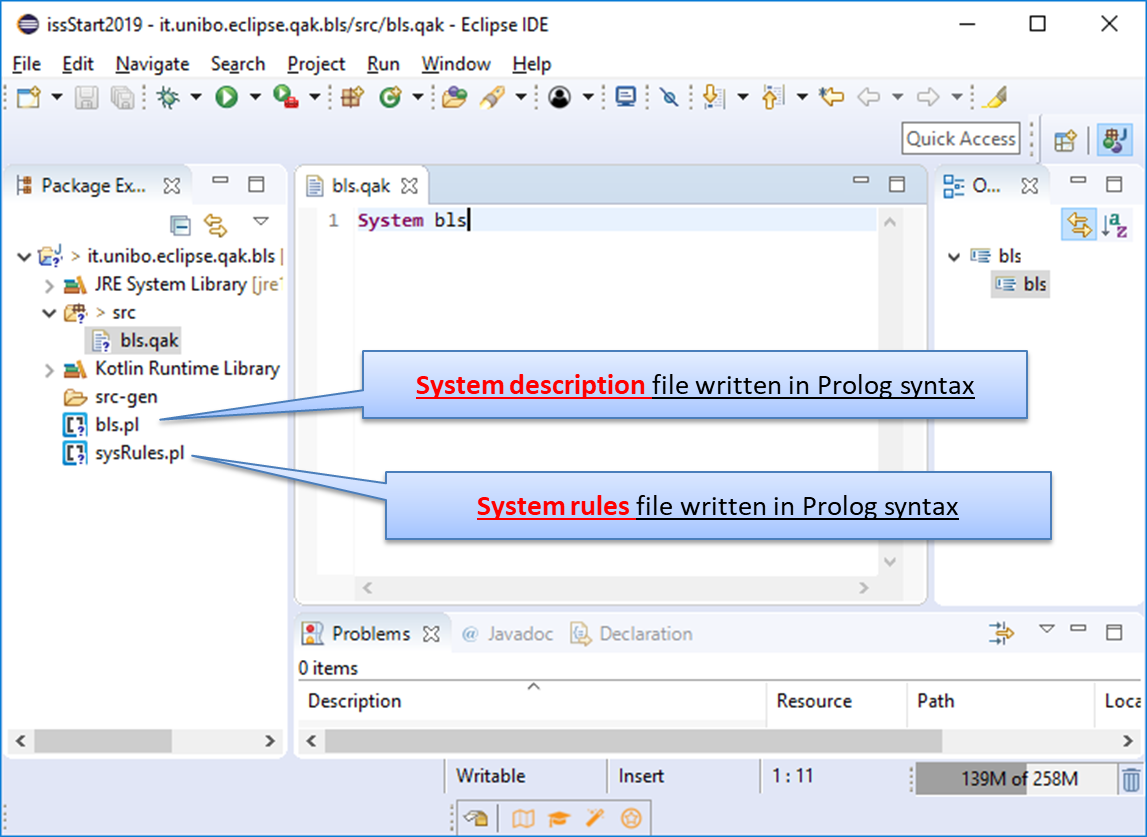 issStart2019 - it.unibo.eclipse.qak.bls/src/bls.qak - Eclipse IDE
File Edit Navigate Search Project Run Window Help
Quick Access
Package Ex...
bls.qak
O...
1 System bls
> it.unibo.eclipse.qak.bls
JRE System Library [jre
> src
bls.qak
Kotlin Runtime Library
src-gen
bls.pl
sysRules.pl
bls
bls
System description file written in Prolog syntax
System rules file written in Prolog syntax
Problems @ Javadoc Declaration
0 items
Description Resource Path Loca
Writable Insert 1 : 11 139M of 258M